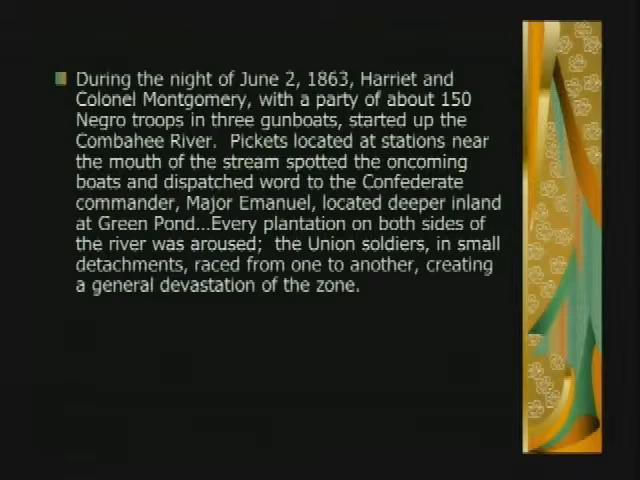 During the night of June 2, 1863, Harriet and
Colonel Montgomery, with a party of about 150
Negro troops in three gunboats, started up the
Combahee River.  Pickets located at stations near
the mouth of the stream spotted the oncoming
boats and dispatched word to the Confederate
commander, Major Emanuel, located deeper inland
at Green Pond...Every plantation on both sides of
the river was aroused;  the Union soldiers, in small
detachments, raced from one to another, creating
a general devastation of the zone.